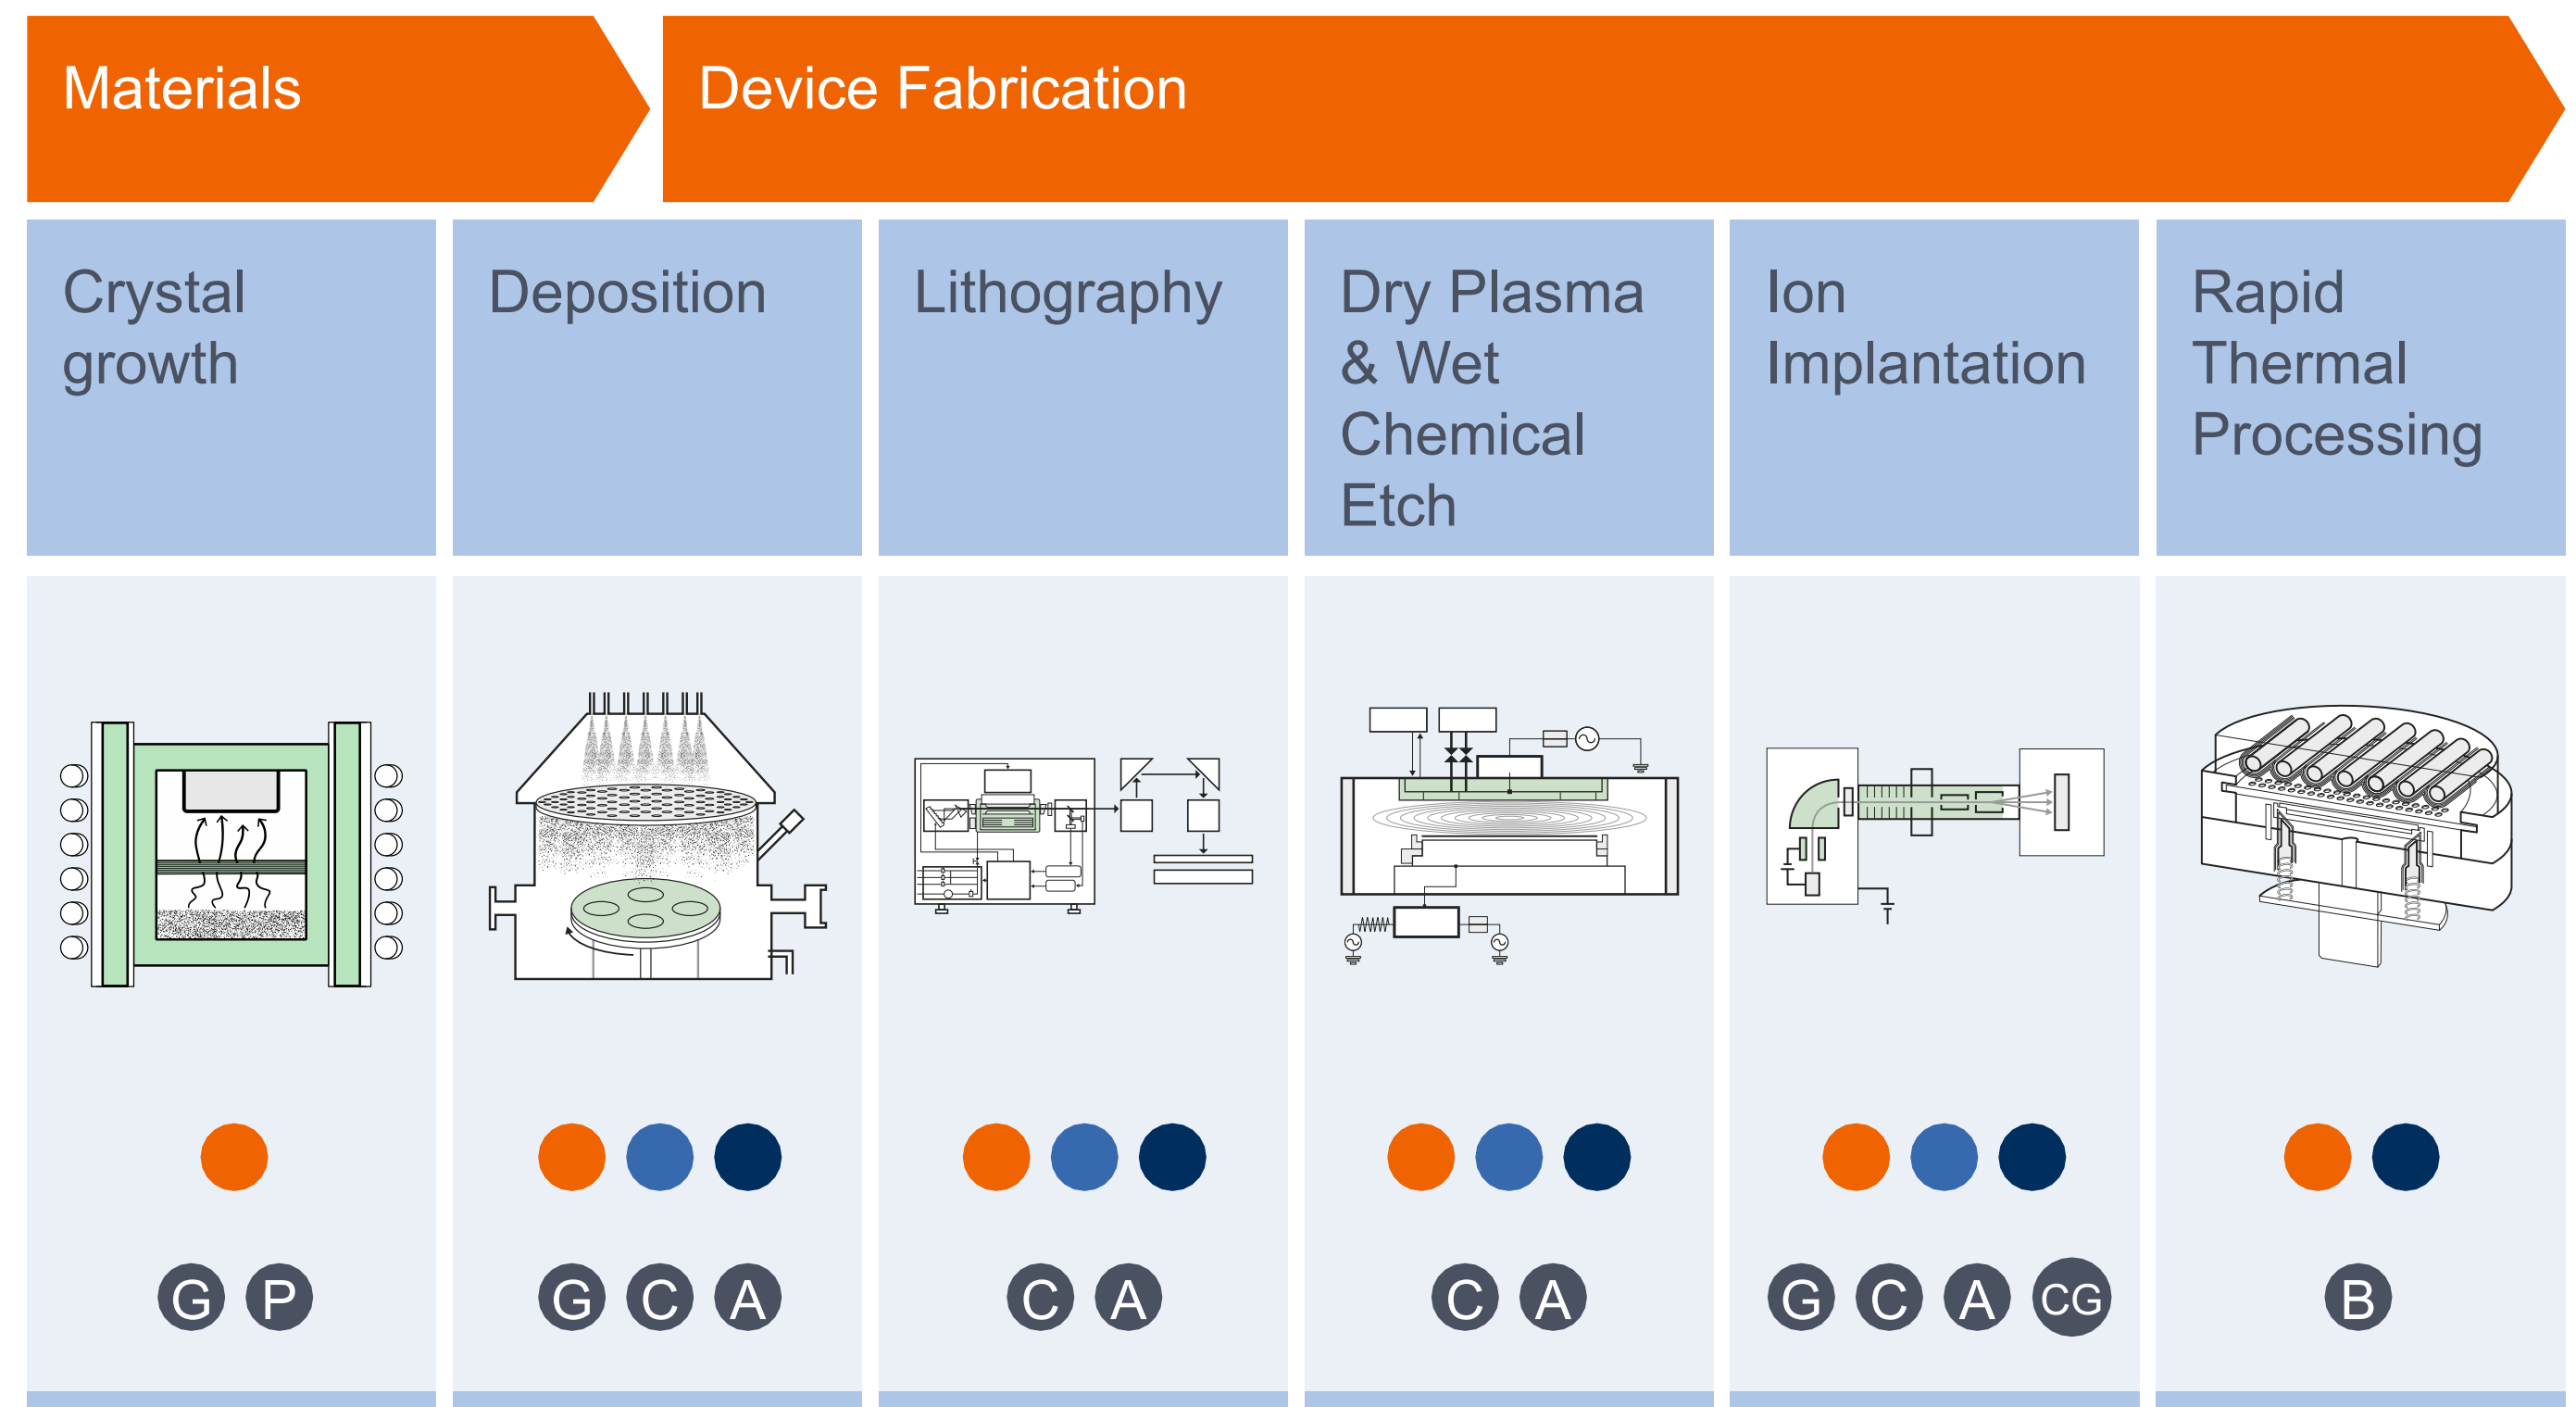 Materials
Device Fabrication
Crystal
growth
Deposition
Lithography
Dry Plasma
& Wet
Chemical
Etch
Ion
Implantation
Rapid
Thermal
Processing
G P
G C A
C A
C A
G C A CG
B